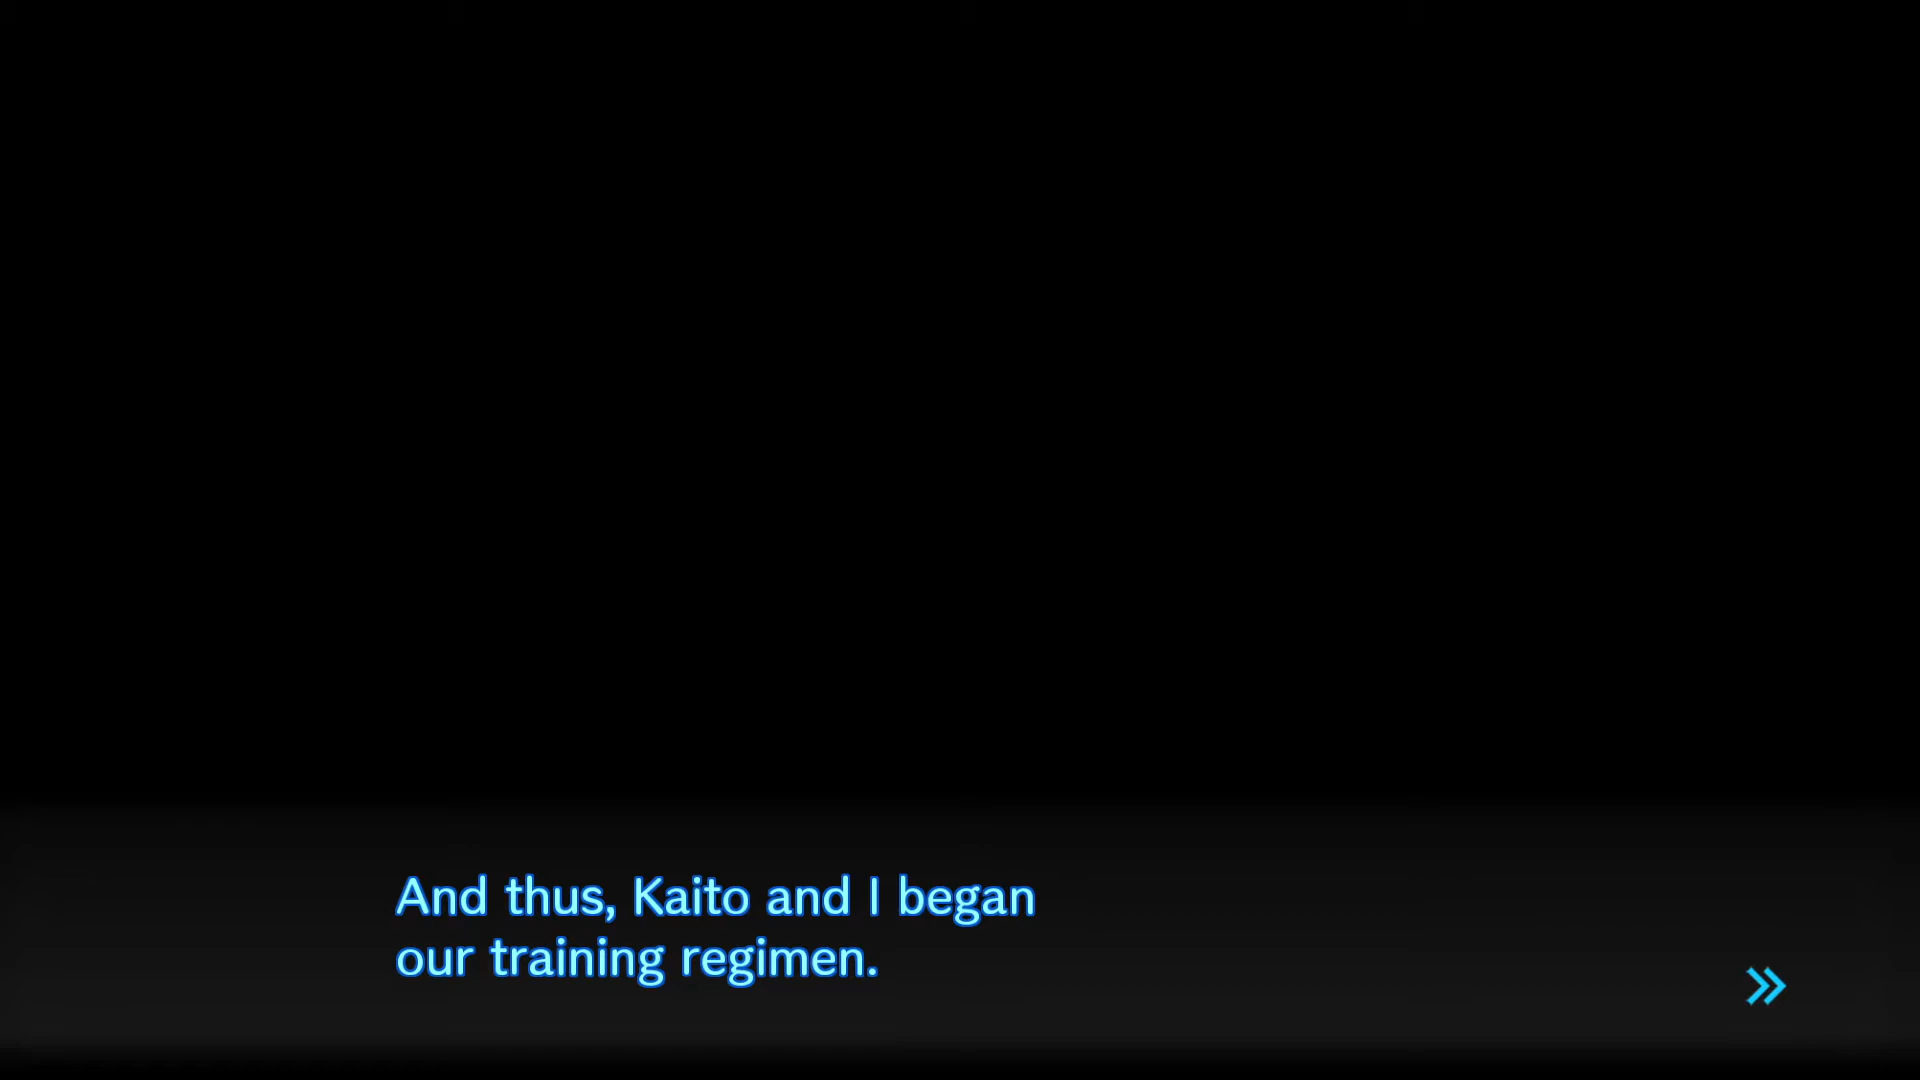 And thus, Kaito and I began
our training regimen.